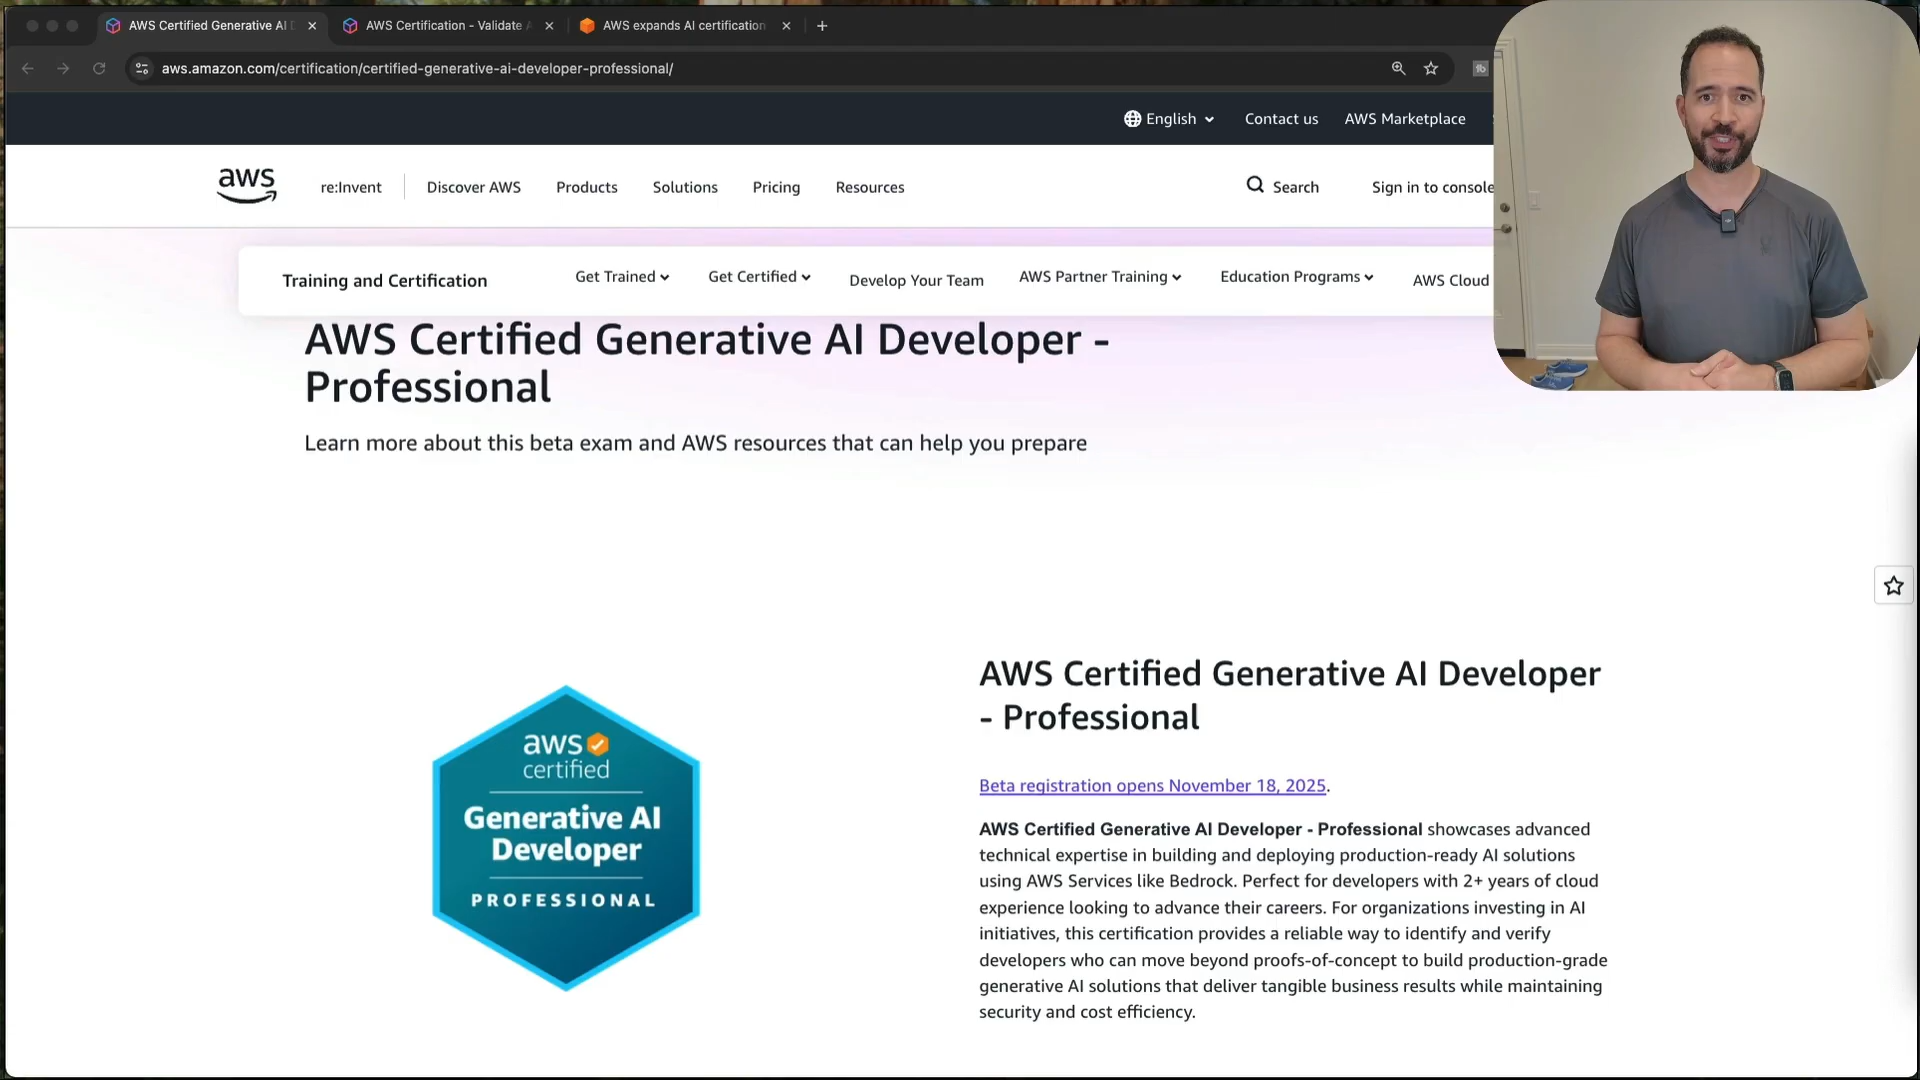 AWS Certified Generative AI D
AWS Certification - Validate A
AWS expands AI certification
aws.amazon.com/certification/certified-generative-ai-developer-professional/
English
Contact us
AWS Marketplace
aws
re:Invent
Discover AWS
Products
Solutions
Pricing
Resources
Search
Sign in to console
Training and Certification
Get Trained
Get Certified
Develop Your Team
AWS Partner Training
Education Programs
AWS Cloud
AWS Certified Generative AI Developer -
Professional
Learn more about this beta exam and AWS resources that can help you prepare
aws
certified
Generative AI
Developer
PROFESSIONAL
AWS Certified Generative AI Developer
- Professional
Beta registration opens November 18, 2025.
AWS Certified Generative AI Developer - Professional showcases advanced
technical expertise in building and deploying production-ready AI solutions
using AWS Services like Bedrock. Perfect for developers with 2+ years of cloud
experience looking to advance their careers. For organizations investing in AI
initiatives, this certification provides a reliable way to identify and verify
developers who can move beyond proofs-of-concept to build production-grade
generative AI solutions that deliver tangible business results while maintaining
security and cost efficiency.